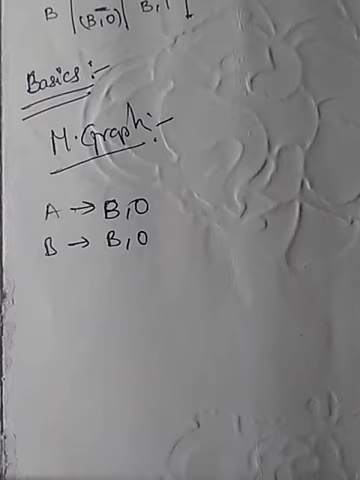 B | (B,0) | B,1 ↓
Basics :-
M.Graph :-
A → B,0
B → B,0